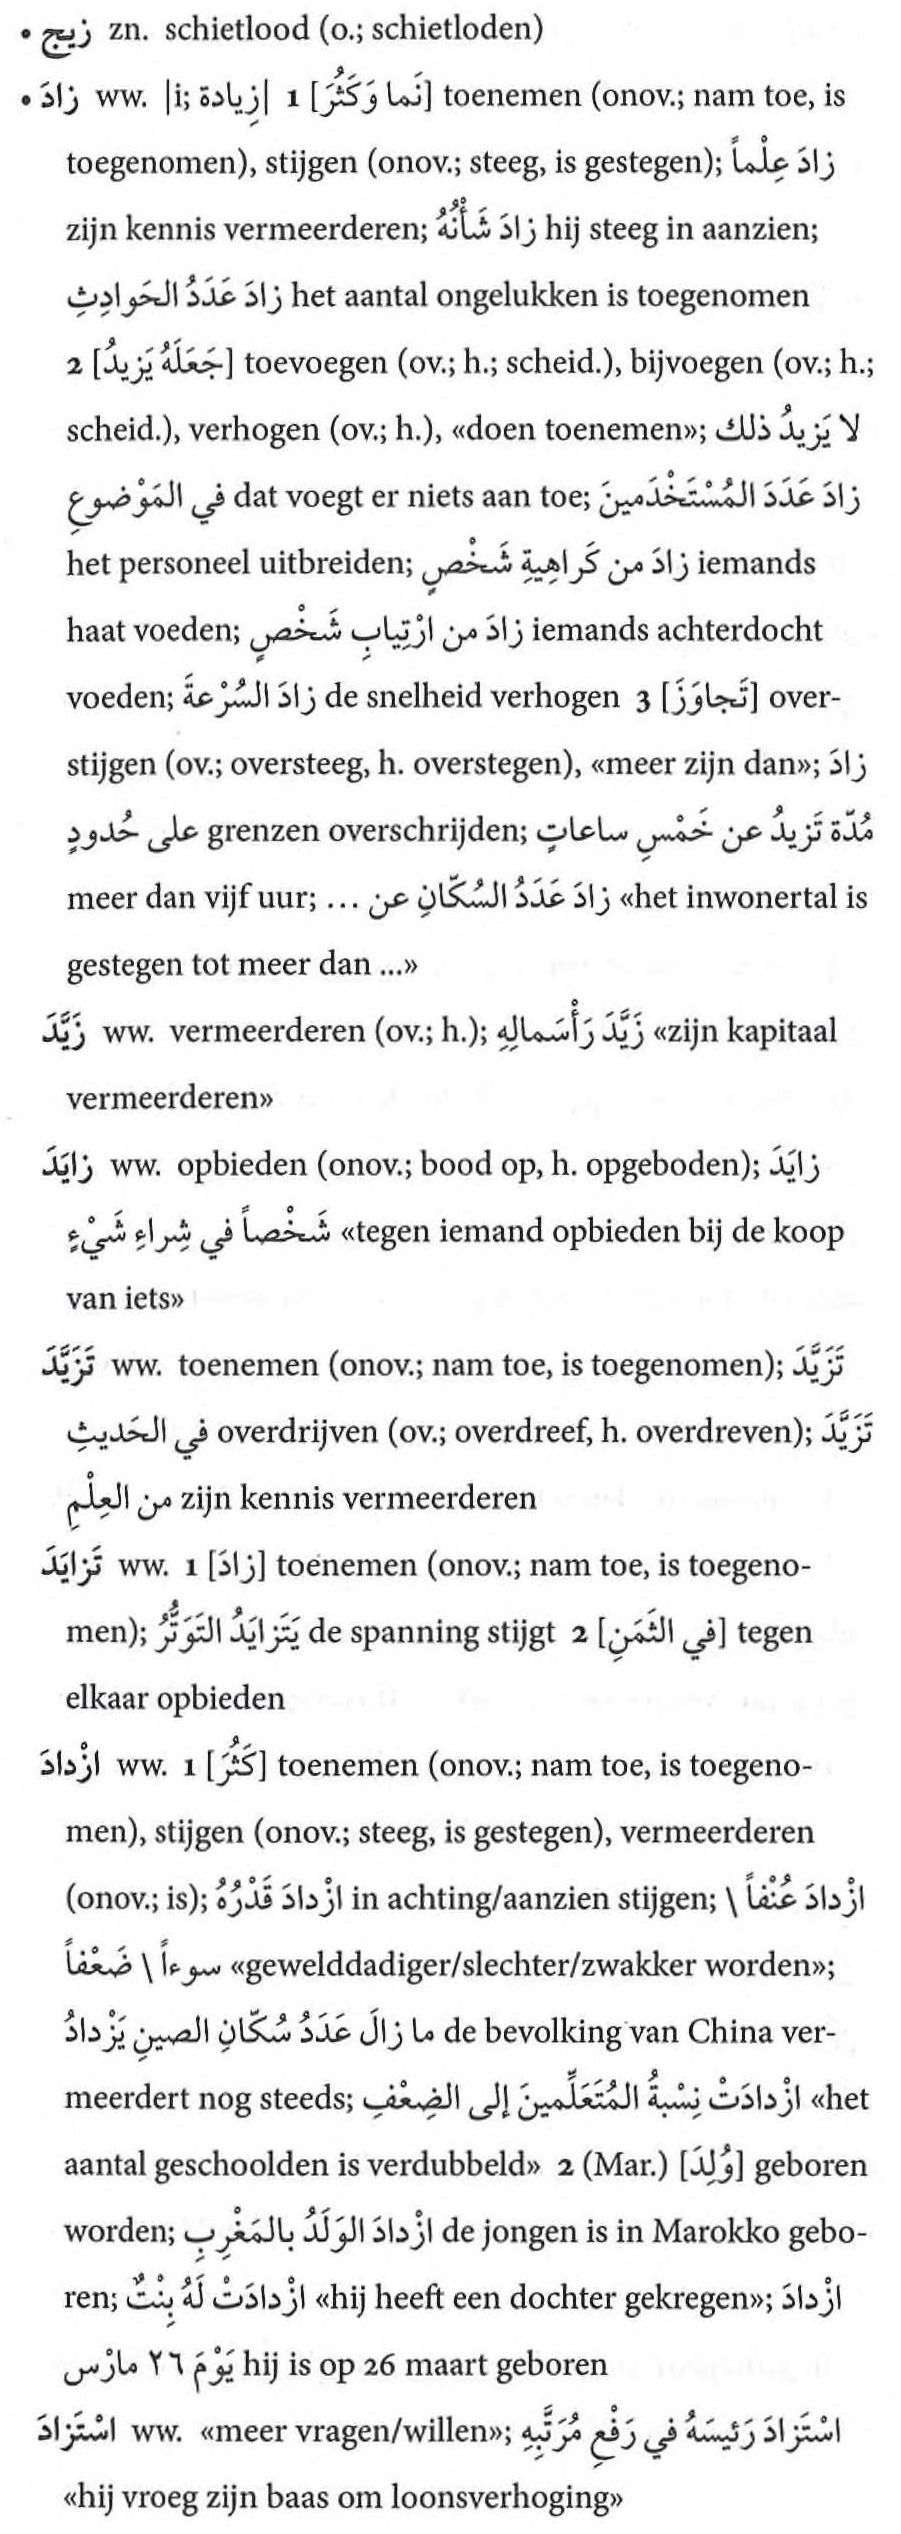 • زيج zn. schietlood (o.; schietloden)
• زادَ ww. |i; زِيادة| 1 [نَما وَكَثُرَ] toenemen (onov.; nam toe, is
toegenomen), stijgen (onov.; steeg, is gestegen); زادَ عِلْماً
zijn kennis vermeerderen; زادَ شَأْنُهُ hij steeg in aanzien;
زادَ عَدَدُ الحَوادِثِ het aantal ongelukken is toegenomen
2 [جَعَلَهُ يَزيدُ] toevoegen (ov.; h.; scheid.), bijvoegen (ov.; h.;
scheid.), verhogen (ov.; h.), «doen toenemen»; لا يَزيدُ ذلك
في المَوْضوعِ dat voegt er niets aan toe; زادَ عَدَدَ المُسْتَخْدَمينَ
het personeel uitbreiden; زادَ من كَراهِيةِ شَخْصٍ iemands
haat voeden; زادَ من ارْتِيابِ شَخْصٍ iemands achterdocht
voeden; زادَ السُرْعةَ de snelheid verhogen 3 [تَجاوَزَ] over-
stijgen (ov.; oversteeg, h. overstegen), «meer zijn dan»; زادَ
على حُدودٍ grenzen overschrijden; مُدّة تَزيدُ عن خَمْسِ ساعاتٍ
meer dan vijf uur; زادَ عَدَدُ السُكّانِ عن ... «het inwonertal is
gestegen tot meer dan ...»
زَيَّدَ ww. vermeerderen (ov.; h.); زَيَّدَ رَأْسَمالِهِ «zijn kapitaal
vermeerderen»
زايَدَ ww. opbieden (onov.; bood op, h. opgeboden); زايَدَ
شَخْصاً في شِراءِ شَيْءٍ «tegen iemand opbieden bij de koop
van iets»
تَزَيَّدَ ww. toenemen (onov.; nam toe, is toegenomen); تَزَيَّدَ
في الحَديثِ overdrijven (ov.; overdreef, h. overdreven); تَزَيَّدَ
من العِلْمِ zijn kennis vermeerderen
تَزايَدَ ww. 1 [زادَ] toenemen (onov.; nam toe, is toegeno-
men); يَتَزايَدُ التَوَتُّرُ de spanning stijgt 2 [في الثَمَنِ] tegen
elkaar opbieden
ازْدادَ ww. 1 [كَثُرَ] toenemen (onov.; nam toe, is toegeno-
men), stijgen (onov.; steeg, is gestegen), vermeerderen
(onov.; is); ازْدادَ قَدْرُهُ in achting/aanzien stijgen; ازْدادَ عُنْفاً \
سوءاً \ ضَعْفاً «gewelddadiger/slechter/zwakker worden»;
ما زالَ عَدَدُ سُكّانِ الصينِ يَزْدادُ de bevolking van China ver-
meerdert nog steeds; ازْدادَتْ نِسْبةُ المُتَعَلِّمينَ إلى الضِعْفِ «het
aantal geschoolden is verdubbeld» 2 (Mar.) [وُلِدَ] geboren
worden; ازْدادَ الوَلَدُ بالمَغْرِبِ de jongen is in Marokko gebo-
ren; ازْدادَتْ لَهُ بِنْتٌ «hij heeft een dochter gekregen»; ازْدادَ
يَوْمَ ٢٦ مارْس hij is op 26 maart geboren
اسْتَزادَ ww. «meer vragen/willen»; اسْتَزادَ رَئيسَهُ في رَفْعِ مُرَتَّبِهِ
«hij vroeg zijn baas om loonsverhoging»